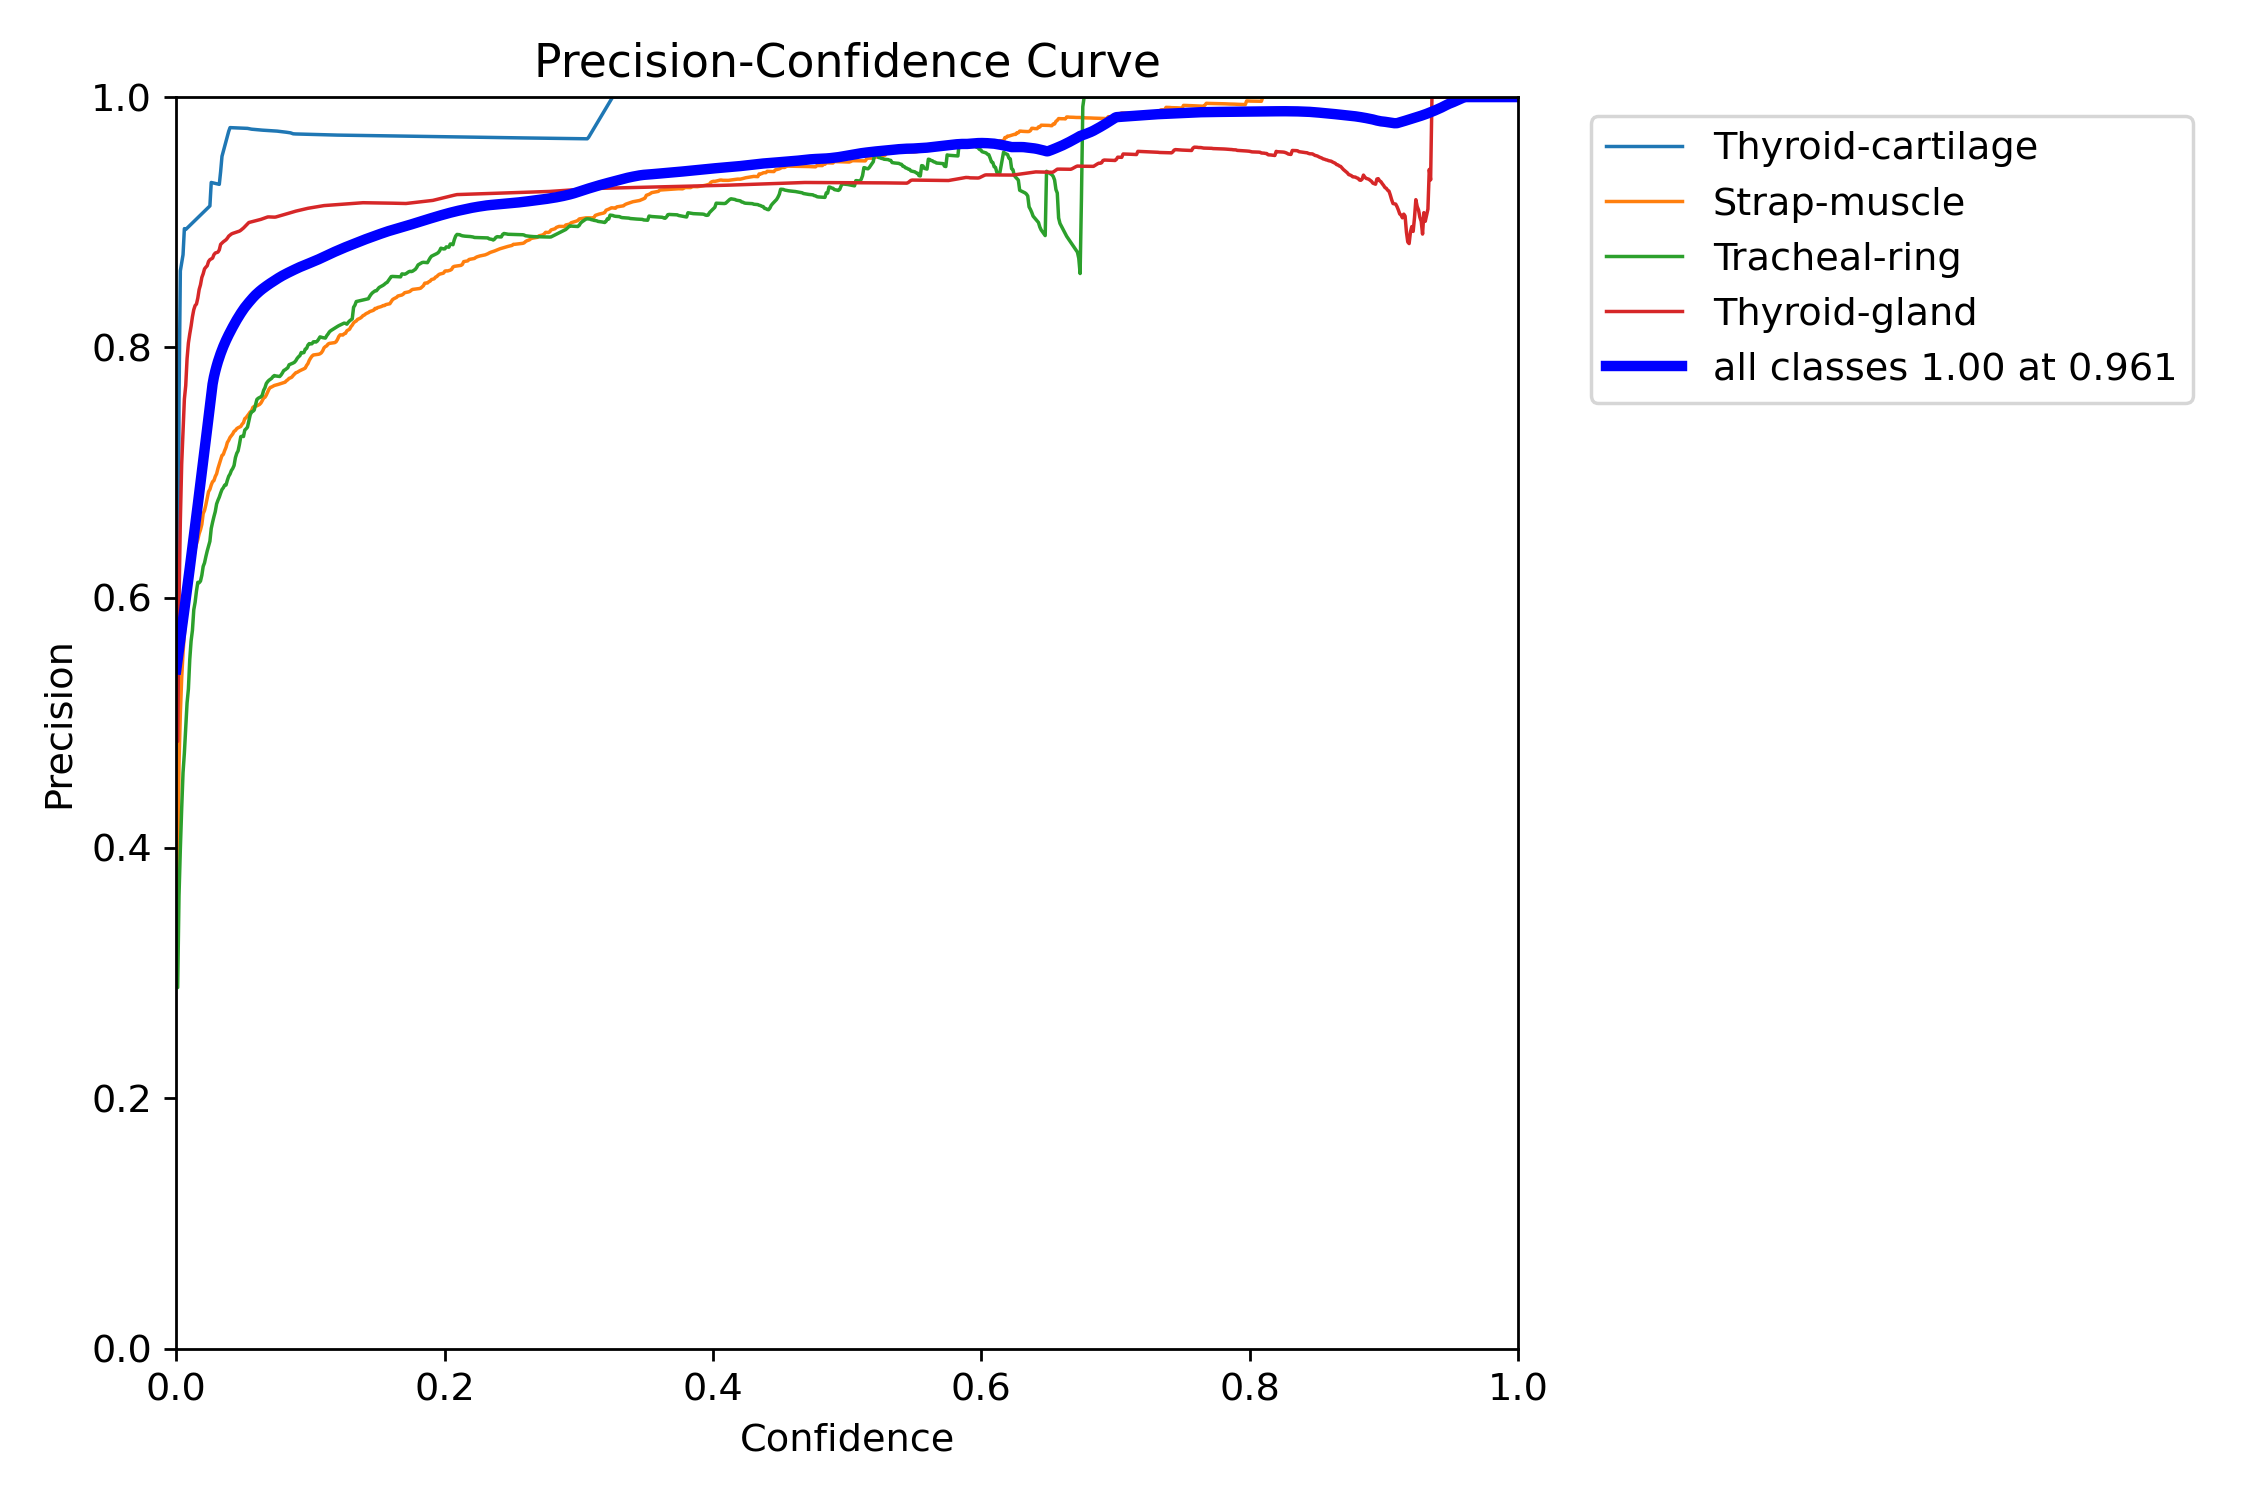 Precision-Confidence Curve
1.0
0.8
0.6
0.4
0.2
0.0
Precision
0.0 0.2 0.4 0.6 0.8 1.0
Confidence
Thyroid-cartilage
Strap-muscle
Tracheal-ring
Thyroid-gland
all classes 1.00 at 0.961